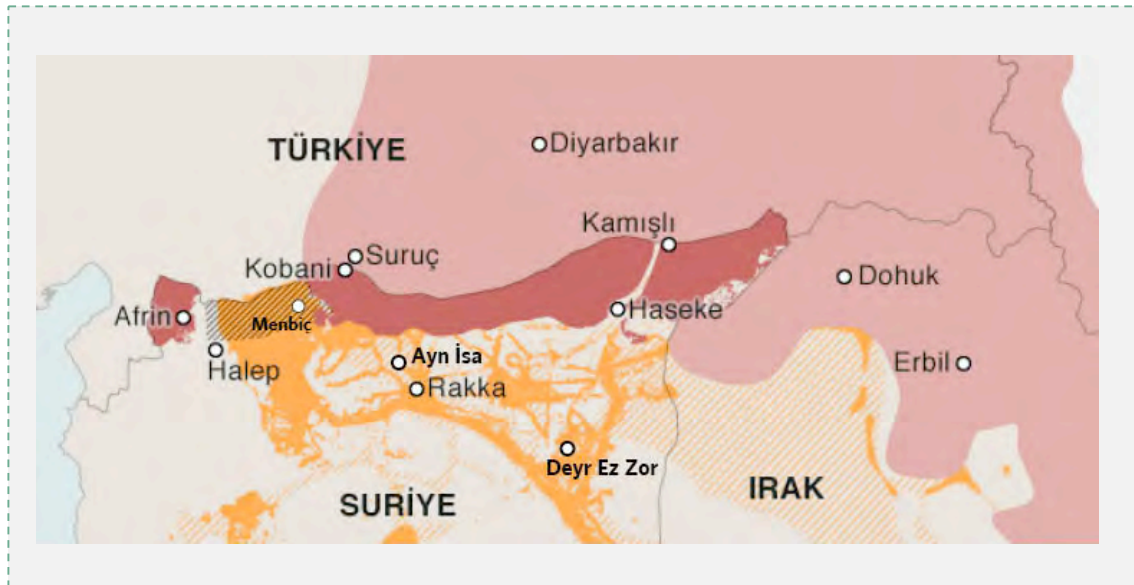 TÜRKİYE
Diyarbakır
Kamışlı
Suruç
Kobani
Dohuk
Afrin
Menbiç
Haseke
Halep
Ayn İsa
Erbil
Rakka
Deyr Ez Zor
SURİYE
IRAK